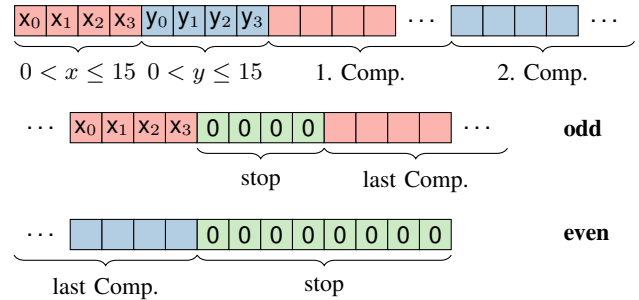 x₀ x₁ x₂ x₃ y₀ y₁ y₂ y₃ ··· ···
0 < x ≤ 15 0 < y ≤ 15 1. Comp. 2. Comp.
··· x₀ x₁ x₂ x₃ 0 0 0 0 ··· odd
stop last Comp.
··· 0 0 0 0 0 0 0 0 even
last Comp. stop